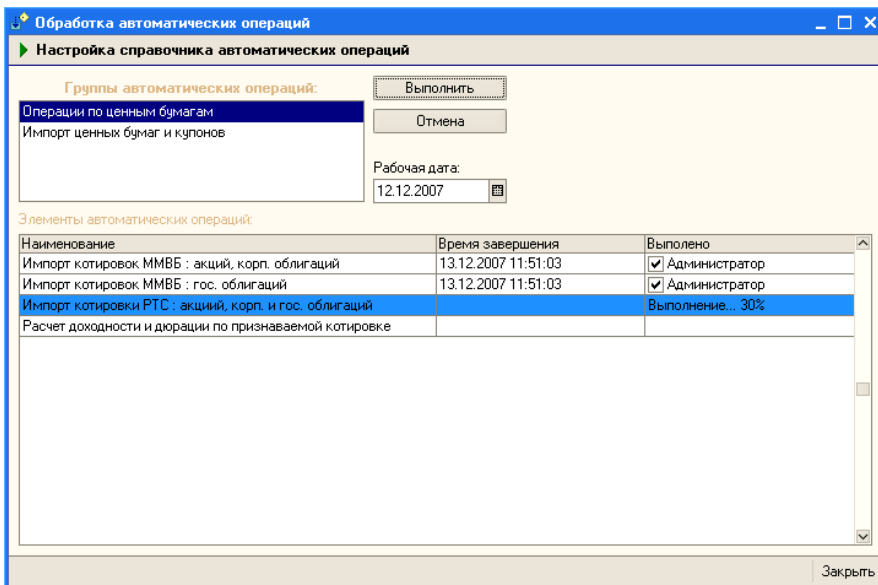 Обработка автоматических операций
Настройка справочника автоматических операций
Группы автоматических операций:
Выполнить
Операции по ценным бумагам
Импорт ценных бумаг и купонов
Отмена
Рабочая дата:
12.12.2007
Элементы автоматических операций:
Наименование Время завершения Выполено
Импорт котировок ММВБ : акций, корп. облигаций 13.12.2007 11:51:03 Администратор
Импорт котировок ММВБ : гос. облигаций 13.12.2007 11:51:03 Администратор
Импорт котировки РТС : акциий, корп. и гос. облигаций Выполнение... 30%
Расчет доходности и дюрации по признаваемой котировке
Закрыть